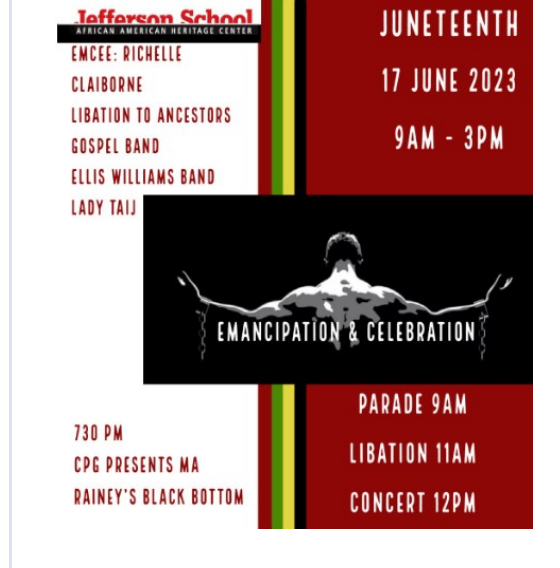 Jefferson School
AFRICAN AMERICAN HERITAGE CENTER
EMCEE: RICHELLE
CLAIBORNE
LIBATION TO ANCESTORS
GOSPEL BAND
ELLIS WILLIAMS BAND
LADY TAIJ
JUNETEENTH
17 JUNE 2023
9AM - 3PM
EMANCIPATION & CELEBRATION
730 PM
CPG PRESENTS MA
RAINEY'S BLACK BOTTOM
PARADE 9AM
LIBATION 11AM
CONCERT 12PM